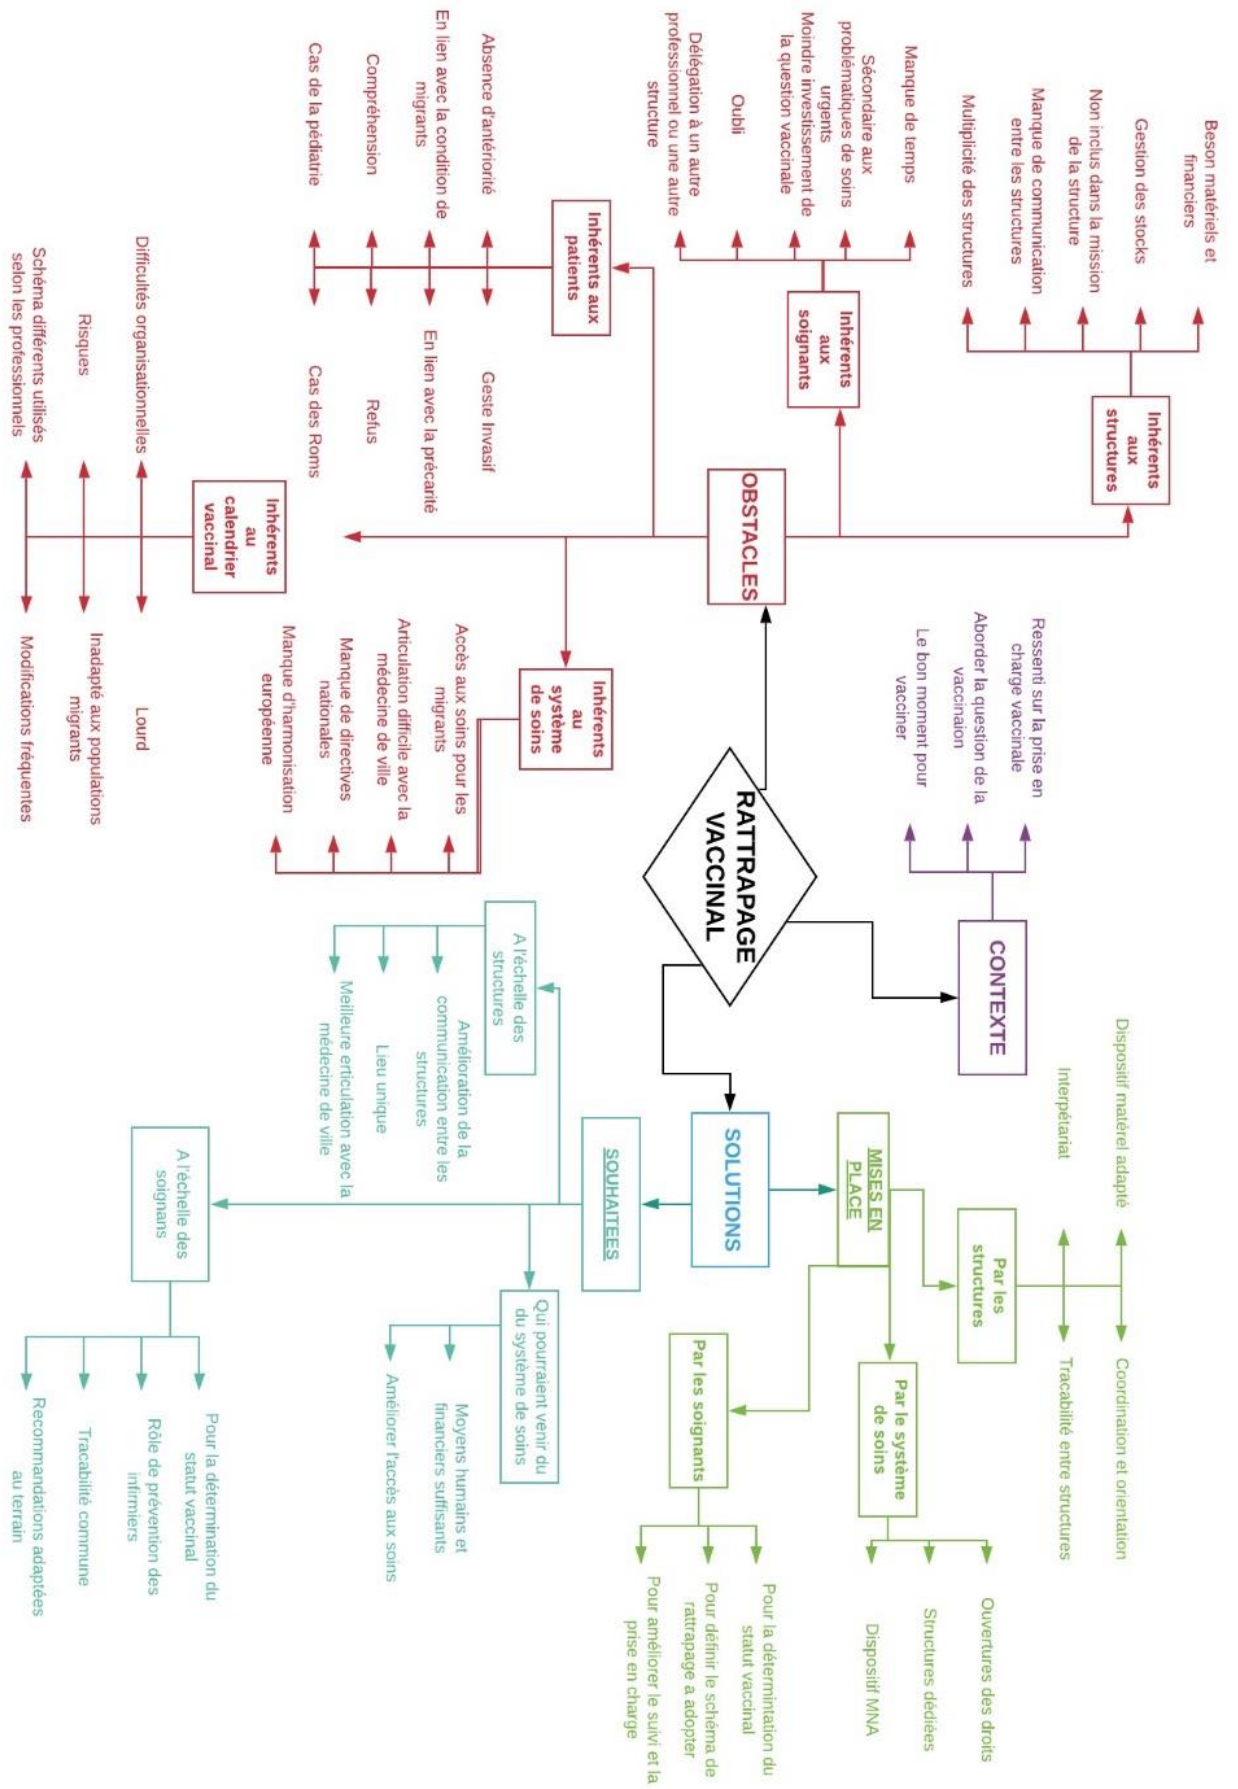 Beson matériels et
financiers
Gestion des stocks
Non inclus dans la mission
de la structure
Manque de communication
entre les structures
Multiplicité des structures
Inhérents
aux
structures
Manque de temps
Sécondaire aux
problématiques de soins
urgents
Moindre investissement de
la question vaccinale
Oubli
Délégation à un autre
professionnel ou une autre
structure
Inhérents
aux
soignants
Absence d'antériorité
En lien avec la condition de
migrants
Compréhension
Cas de la pédiatrie
Inhérents aux
patients
Geste Invasif
En lien avec la précarité
Refus
Cas des Roms
OBSTACLES
Difficultés organisationnelles
Risques
Schéma différents utilisés
selon les professionnels
Inhérents
au
calendrier
vaccinal
Lourd
Inadapté aux populations
migrants
Modifications fréquentes
Inhérents
au
système
de soins
Accès aux soins pour les
migrants
Articulation difficile avec la
médecine de ville
Manque de directives
nationales
Manque d'harmonisation
européenne
RATTRAPAGE
VACCINAL
Ressenti sur la prise en
charge vaccinale
Aborder la question de la
vaccinaion
Le bon moment pour
vacciner
CONTEXTE
SOLUTIONS
MISES EN
PLACE
Par les
structures
Dispositif matérel adapté
Interpétariat
Coordination et orientation
Tracabilité entre structures
Par le système
de soins
Ouvertures des droits
Structures dédiées
Dispositif MNA
Par les soignants
Pour la détermintation du
statut vaccinal
Pour définir le schéma de
rattrapage a adopter
Pour améliorer le suivi et la
prise en charge
SOUHAITEES
A l'échelle des
structures
Amélioration de la
communication entre les
structures
Lieu unique
Meilleure erticulation avec la
médecine de ville
Qui pourraient venir du
du système de soins
Moyens humains et
financiers suffisants
Améliorer l'accès aux soins
A l'échelle des
soignans
Pour la détermination du
statut vaccinal
Rôle de prévention des
infirmiers
Tracabilité commune
Recommandations adaptées
au terrain